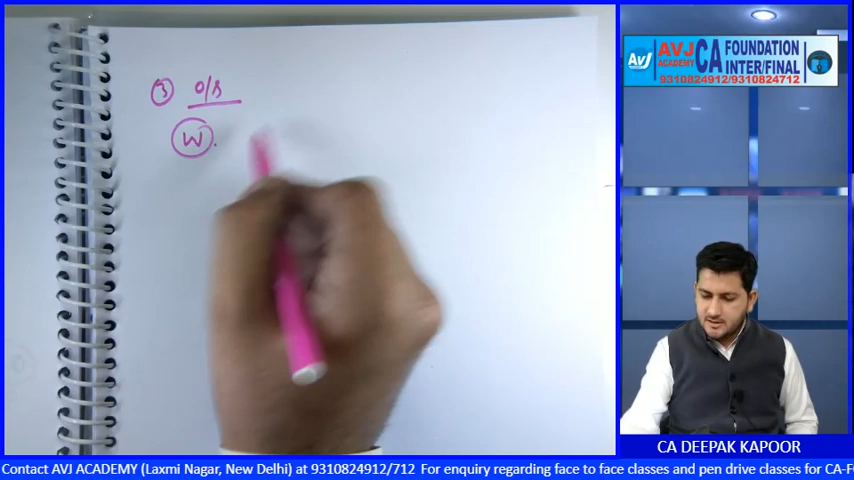 ③ O/S
W.
AVJ ACADEMY CA FOUNDATION INTER/FINAL
AVJ
9310824912/9310824712
CA DEEPAK KAPOOR
Contact AVJ ACADEMY (Laxmi Nagar, New Delhi) at 9310824912/712 For enquiry regarding face to face classes and pen drive classes for CA-F